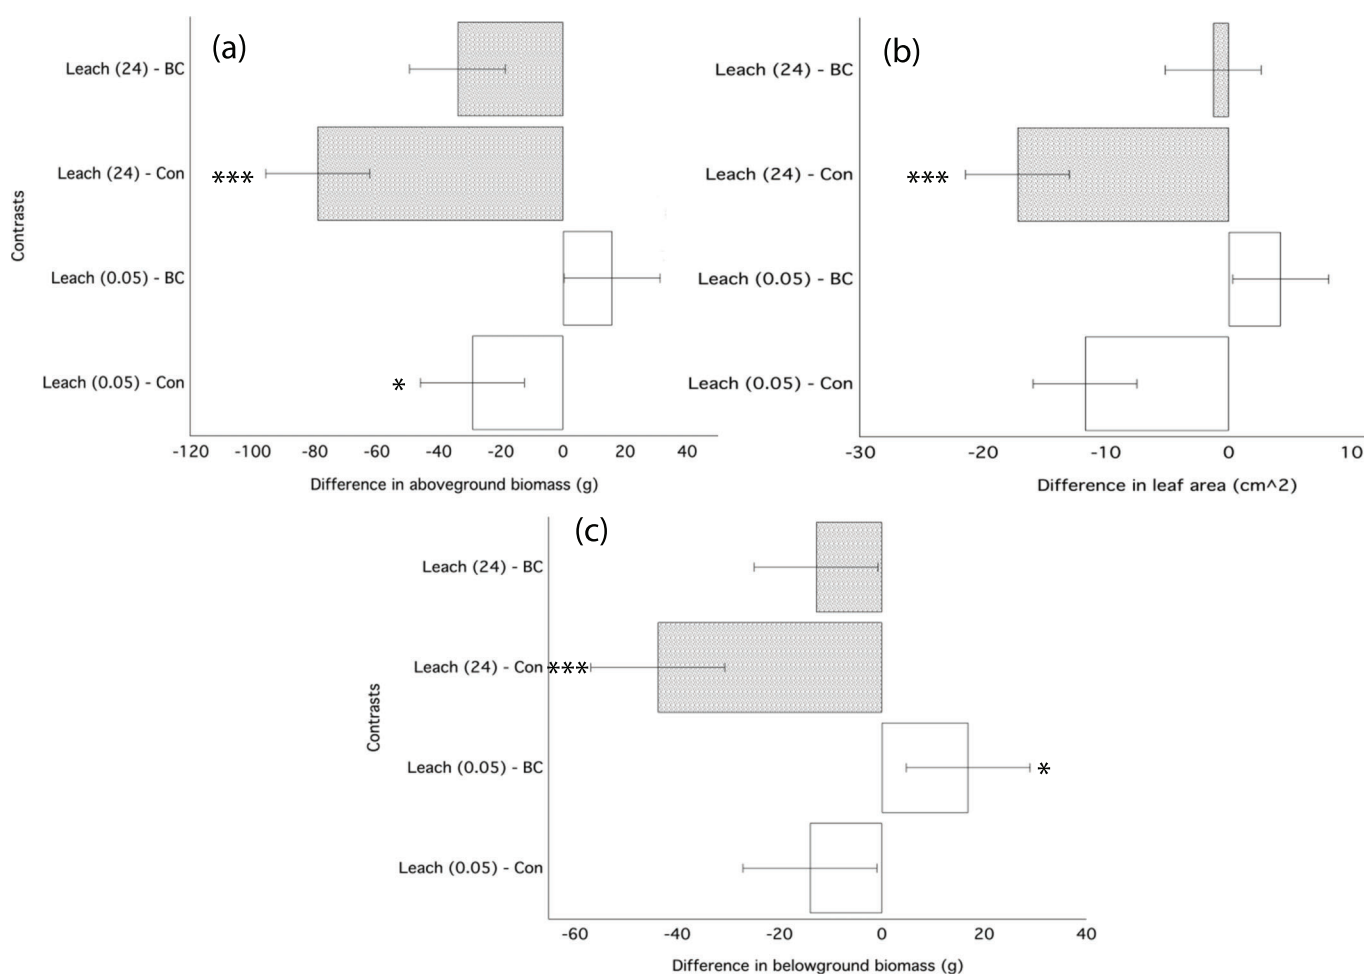 (a)
Leach (24) - BC
Leach (24) - Con
***
Leach (0.05) - BC
Leach (0.05) - Con
*
Contrasts
-120 -100 -80 -60 -40 -20 0 20 40
Difference in aboveground biomass (g)
(b)
Leach (24) - BC
Leach (24) - Con
***
Leach (0.05) - BC
Leach (0.05) - Con
-30 -20 -10 0 10
Difference in leaf area (cm^2)
(c)
Leach (24) - BC
Leach (24) - Con
***
Leach (0.05) - BC
*
Leach (0.05) - Con
Contrasts
-60 -40 -20 0 20 40
Difference in belowground biomass (g)